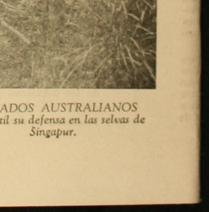 ADOS AUSTRALIANOS
til su defensa en las selvas de
Singapur.